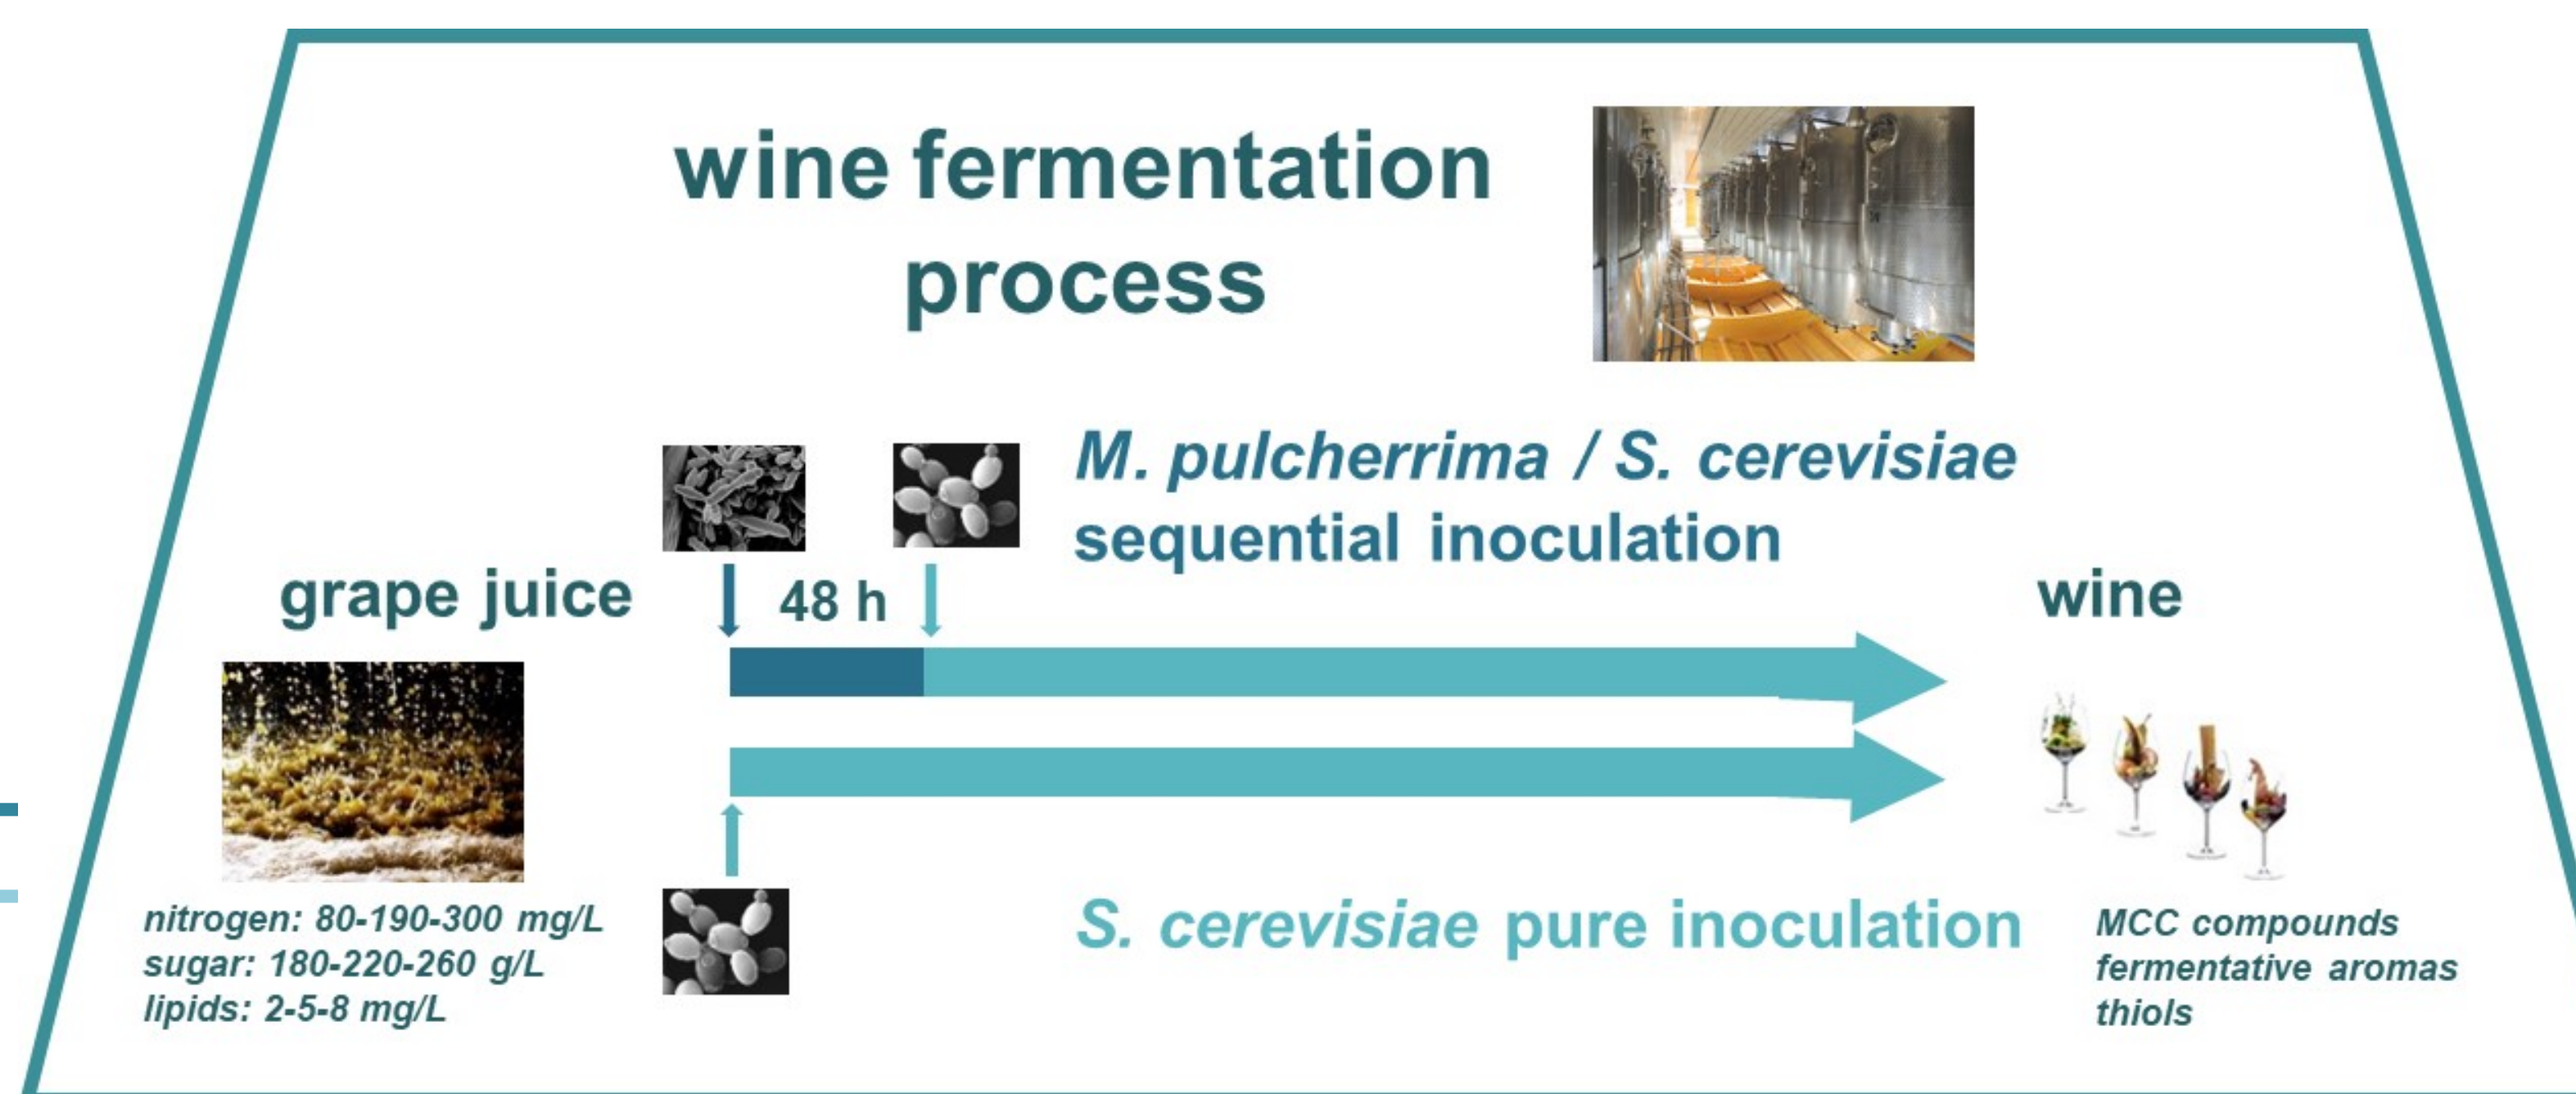 wine fermentation
process
M. pulcherrima / S. cerevisiae
sequential inoculation
grape juice
48 h
wine
nitrogen: 80-190-300 mg/L
sugar: 180-220-260 g/L
lipids: 2-5-8 mg/L
S. cerevisiae pure inoculation
MCC compounds
fermentative aromas
thiols